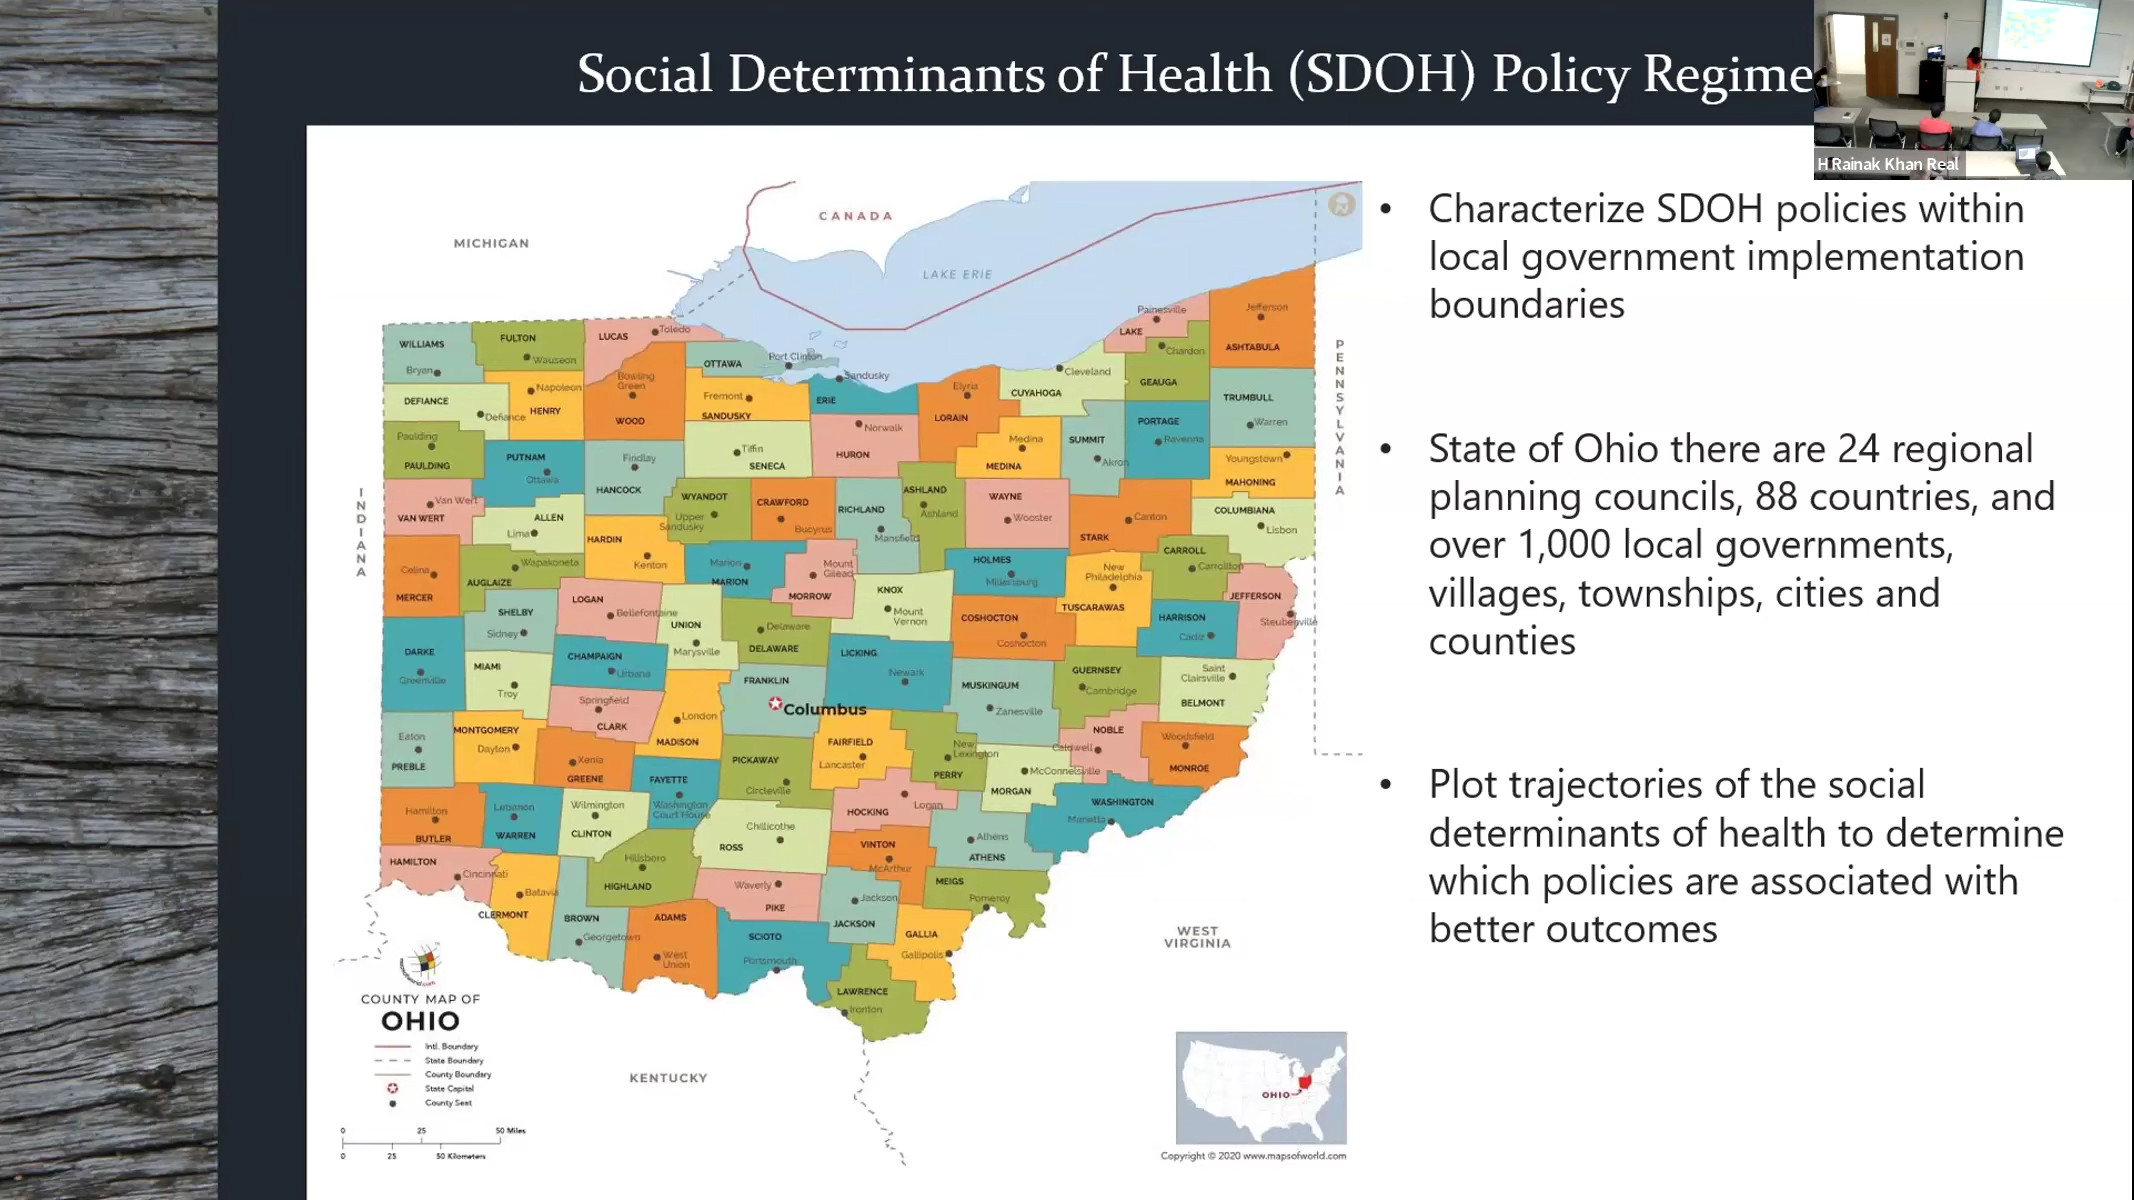 Social Determinants of Health (SDOH) Policy Regime
H Rainak Khan Real
• Characterize SDOH policies within
local government implementation
boundaries
• State of Ohio there are 24 regional
planning councils, 88 countries, and
over 1,000 local governments,
villages, townships, cities and
counties
• Plot trajectories of the social
determinants of health to determine
which policies are associated with
better outcomes
CANADA
MICHIGAN
LAKE ERIE
PENNSYLVANIA
INDIANA
WEST
VIRGINIA
KENTUCKY
WILLIAMS
Bryan
FULTON
Wauseon
LUCAS
Toledo
OTTAWA
Port Clinton
Sandusky
ERIE
Painesville
LAKE
Jefferson
ASHTABULA
Chardon
GEAUGA
Cleveland
CUYAHOGA
Elyria
LORAIN
DEFIANCE
Defiance
Napoleon
HENRY
Bowling
Green
WOOD
Fremont
SANDUSKY
Norwalk
HURON
Medina
MEDINA
SUMMIT
Akron
PORTAGE
Ravenna
TRUMBULL
Warren
Youngstown
MAHONING
Paulding
PAULDING
PUTNAM
Ottawa
Findlay
HANCOCK
Tiffin
SENECA
Van Wert
VAN WERT
ALLEN
Lima
HARDIN
Kenton
WYANDOT
Upper
Sandusky
CRAWFORD
Bucyrus
RICHLAND
Mansfield
ASHLAND
Ashland
WAYNE
Wooster
Canton
STARK
COLUMBIANA
Lisbon
Celina
MERCER
Wapakoneta
AUGLAIZE
Marion
MARION
Mount
Gilead
MORROW
KNOX
Mount
Vernon
HOLMES
Millersburg
New
Philadelphia
TUSCARAWAS
CARROLL
Carrollton
JEFFERSON
Steubenville
SHELBY
Sidney
LOGAN
Bellefontaine
UNION
Marysville
Delaware
DELAWARE
COSHOCTON
Coshocton
HARRISON
Cadiz
DARKE
Greenville
MIAMI
Troy
CHAMPAIGN
Urbana
LICKING
Newark
MUSKINGUM
Zanesville
GUERNSEY
Cambridge
Saint
Clairsville
BELMONT
FRANKLIN
Columbus
Springfield
CLARK
London
MADISON
Eaton
PREBLE
MONTGOMERY
Dayton
Xenia
GREENE
FAYETTE
Washington
Court House
PICKAWAY
Circleville
FAIRFIELD
Lancaster
New
Lexington
PERRY
McConnelsville
MORGAN
NOBLE
Caldwell
Woodsfield
MONROE
WASHINGTON
Marietta
Hamilton
BUTLER
Lebanon
WARREN
Wilmington
CLINTON
Chillicothe
ROSS
HOCKING
Logan
Athens
ATHENS
VINTON
McArthur
HAMILTON
Cincinnati
Batavia
CLERMONT
Hillsboro
HIGHLAND
BROWN
Georgetown
ADAMS
West
Union
Waverly
PIKE
Jackson
JACKSON
MEIGS
Pomeroy
SCIOTO
Portsmouth
GALLIA
Gallipolis
LAWRENCE
Ironton
COUNTY MAP OF
OHIO
Intl. Boundary
State Boundary
County Boundary
State Capital
County Seat
0 25 50 Miles
0 25 50 Kilometers
OHIO
Copyright © 2020 www.mapsofworld.com